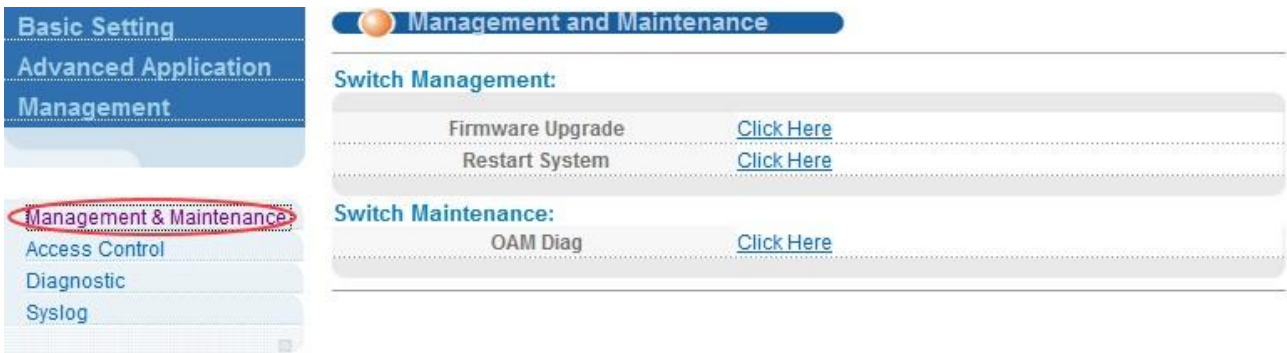 Basic Setting
Advanced Application
Management
Management & Maintenance
Access Control
Diagnostic
Syslog
Management and Maintenance
Switch Management:
Firmware Upgrade Click Here
Restart System Click Here
Switch Maintenance:
OAM Diag Click Here